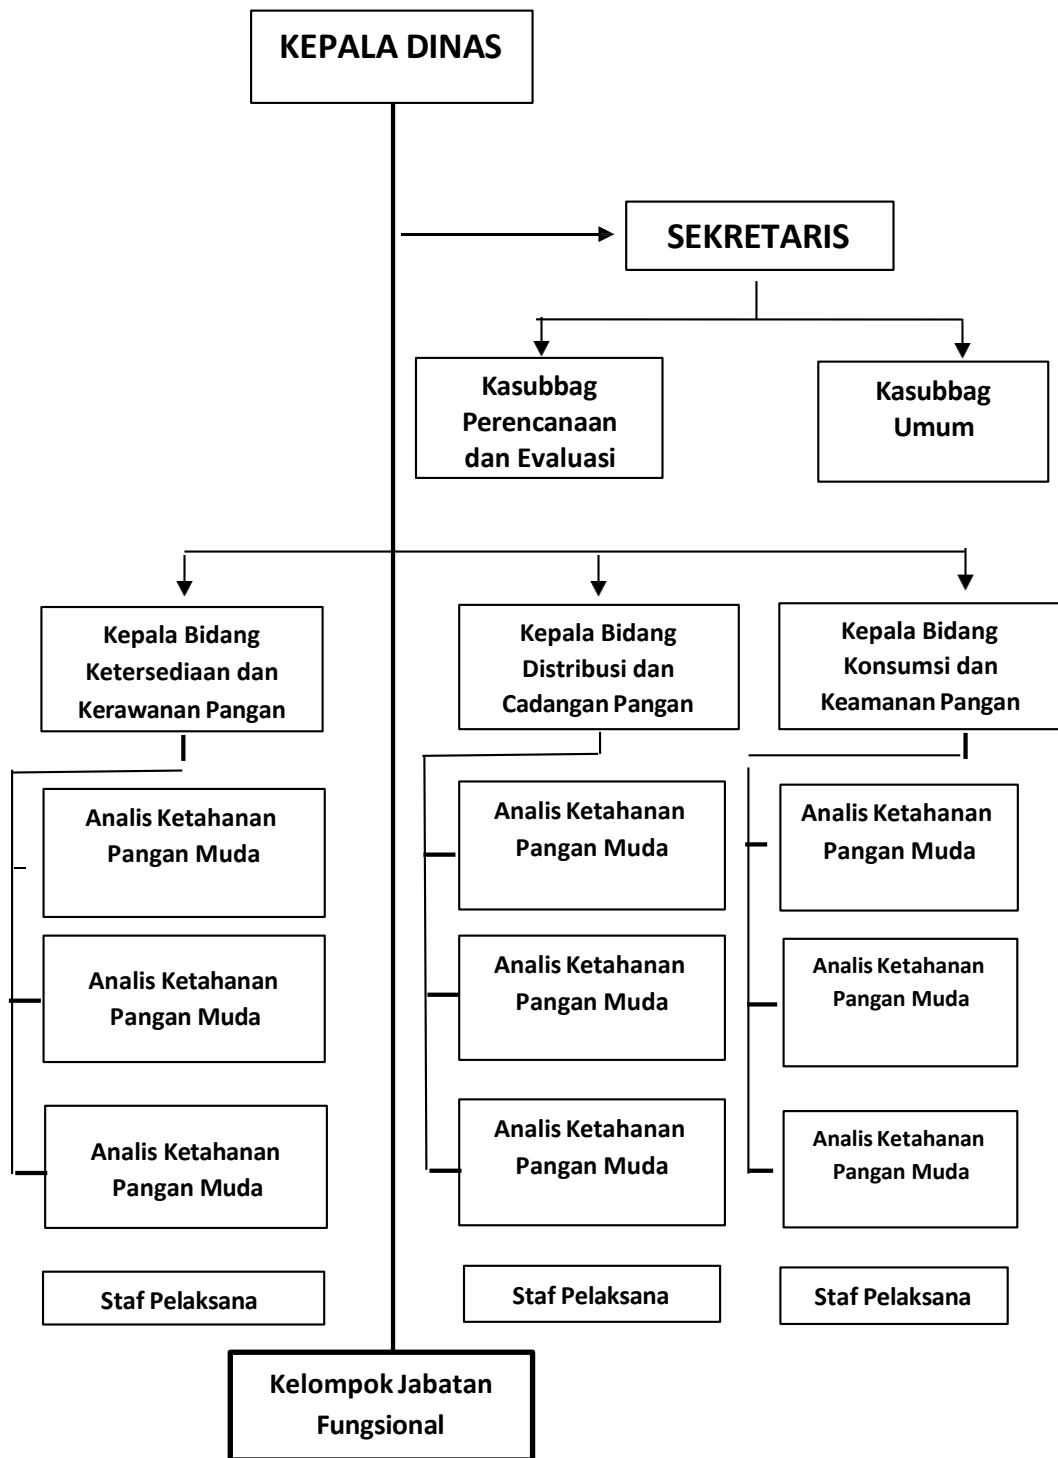 KEPALA DINAS
SEKRETARIS
Kasubbag
Perencanaan
dan Evaluasi
Kasubbag
Umum
Kepala Bidang
Ketersediaan dan
Kerawanan Pangan
Kepala Bidang
Distribusi dan
Cadangan Pangan
Kepala Bidang
Konsumsi dan
Keamanan Pangan
Analis Ketahanan
Pangan Muda
Analis Ketahanan
Pangan Muda
Analis Ketahanan
Pangan Muda
Analis Ketahanan
Pangan Muda
Analis Ketahanan
Pangan Muda
Analis Ketahanan
Pangan Muda
Analis Ketahanan
Pangan Muda
Analis Ketahanan
Pangan Muda
Analis Ketahanan
Pangan Muda
Staf Pelaksana
Staf Pelaksana
Staf Pelaksana
Kelompok Jabatan
Fungsional